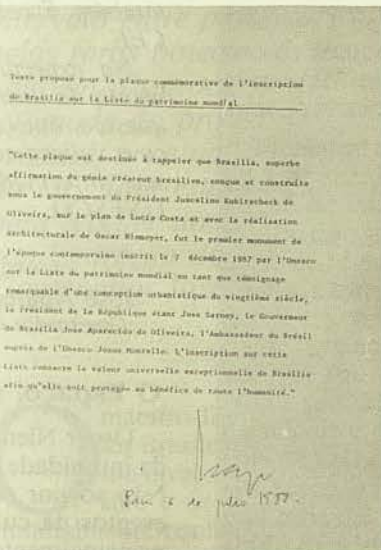 Texte proposé pour la plaque commémorative de l'inscription
de Brasilia sur la Liste du patrimoine mondial
"Cette plaque est destinée à rappeler que Brasilia, superbe
affirmation du génie créateur brésilien, conçue et construite
sous le gouvernement du Président Juscelino Kubitscheck de
Oliveira, sur le plan de Lucio Costa et avec la réalisation
architecturale de Oscar Niemeyer, fut le premier monument de
l'époque contemporaine inscrit le 7 décembre 1987 par l'Unesco
sur la Liste du patrimoine mondial en tant que témoignage
remarquable d'une conception urbanistique du vingtième siècle,
le Président de la République étant Jose Sarney, le Gouverneur
de Brasilia Jose Aparecido de Oliveira, l'Ambassadeur du Brésil
auprès de l'Unesco Josue Montello. L'inscription sur cette
Liste consacre la valeur universelle exceptionnelle de Brasilia
afin qu'elle soit protégée au bénéfice de toute l'humanité."